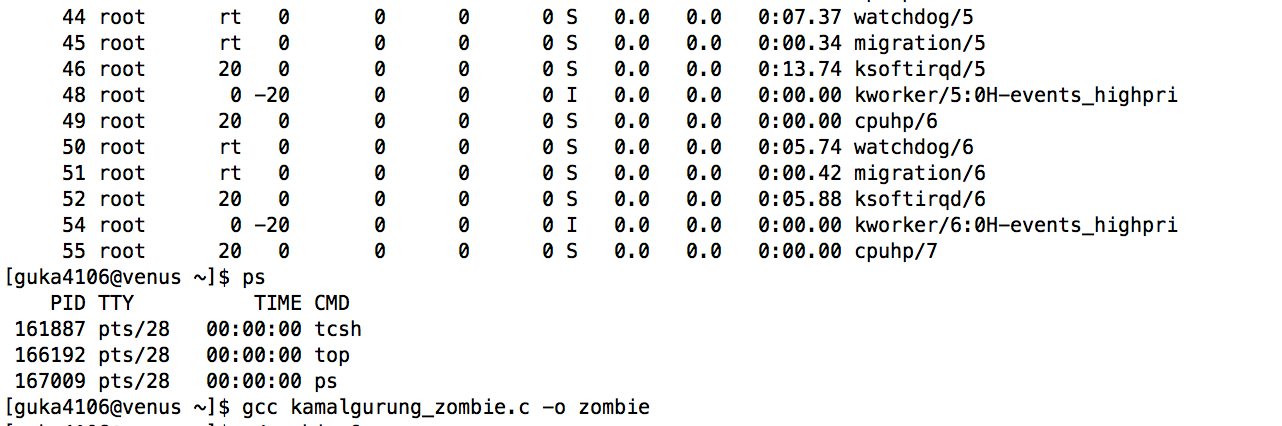 44 root rt 0 0 0 0 S 0.0 0.0 0:07.37 watchdog/5
45 root rt 0 0 0 0 S 0.0 0.0 0:00.34 migration/5
46 root 20 0 0 0 0 S 0.0 0.0 0:13.74 ksoftirqd/5
48 root 0 -20 0 0 0 I 0.0 0.0 0:00.00 kworker/5:0H-events_highpri
49 root 20 0 0 0 0 S 0.0 0.0 0:00.00 cpuhp/6
50 root rt 0 0 0 0 S 0.0 0.0 0:05.74 watchdog/6
51 root rt 0 0 0 0 S 0.0 0.0 0:00.42 migration/6
52 root 20 0 0 0 0 S 0.0 0.0 0:05.88 ksoftirqd/6
54 root 0 -20 0 0 0 I 0.0 0.0 0:00.00 kworker/6:0H-events_highpri
55 root 20 0 0 0 0 S 0.0 0.0 0:00.00 cpuhp/7
[guka4106@venus ~]$ ps
PID TTY TIME CMD
161887 pts/28 00:00:00 tcsh
166192 pts/28 00:00:00 top
167009 pts/28 00:00:00 ps
[guka4106@venus ~]$ gcc kamalgurung_zombie.c -o zombie